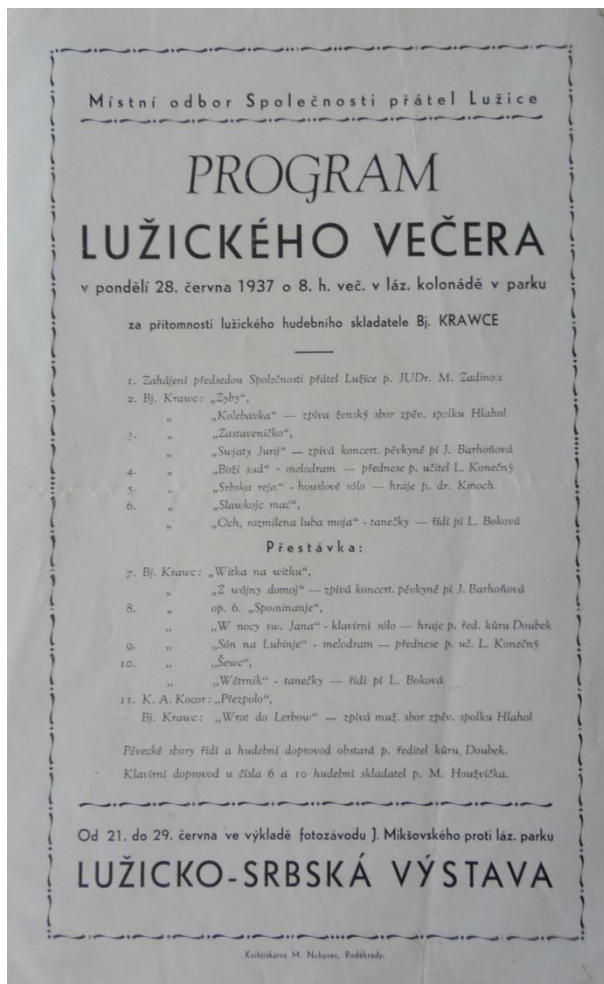 Místní odbor Společnosti přátel Lužice
PROGRAM
LUŽICKÉHO VEČERA
v pondělí 28. června 1937 o 8. h. več. v láz. kolonádě v parku
za přítomnosti lužického hudebního skladatele Bj. KRAWCE
1. Zahájení předsedou Společnosti přátel Lužice p. JUDr. M. Zadinou
2. Bj. Krawc: „Zyby“,
„ „Kolebavka“ — zpívá ženský sbor zpěv. spolku Hlahol
3. „ „Zastaveničko“,
„ „Swjaty Jurij“ — zpívá koncert. pěvkyně pí J. Barhoňová
4. „ „Boží sud“ - melodram — přednese p. učitel L. Konečný
5. „ „Srbska reja“ - houslové sólo — hraje p. dr. Kmoch
6. „ „Slawkojc mać“,
„ „Och, rozmilena luba moja“ - tanečky — řídí pí L. Boková
Přestávka:
7. Bj. Krawc: „Witka na witku“,
„ „Z wójny domoj“ — zpívá koncert. pěvkyně pí J. Barhoňová
8. „ op. 6. „Spominanje“,
„ „W nocy sw. Jana“ - klavírní sólo — hraje p. řed. kůru Doubek
9. „ „Són na Lubinje“ - melodram — přednese p. uč. L. Konečný
10. „ „Šewc“,
„ „Wětrnik“ - tanečky — řídí pí L. Boková
11. K. A. Kocor: „Přezpolo“,
Bj. Krawc: „Wrot do Lerbow“ — zpívá muž. sbor zpěv. spolku Hlahol
Pěvecké sbory řídí a hudební doprovod obstará p. ředitel kůru, Doubek.
Klavírní doprovod u čísla 6 a 10 hudební skladatel p. M. Houžvička.
Od 21. do 29. června ve výkladě fotozávodu J. Mikšovského proti láz. parku
LUŽICKO-SRBSKÁ VÝSTAVA
Knihtiskárna M. Poděbrady.